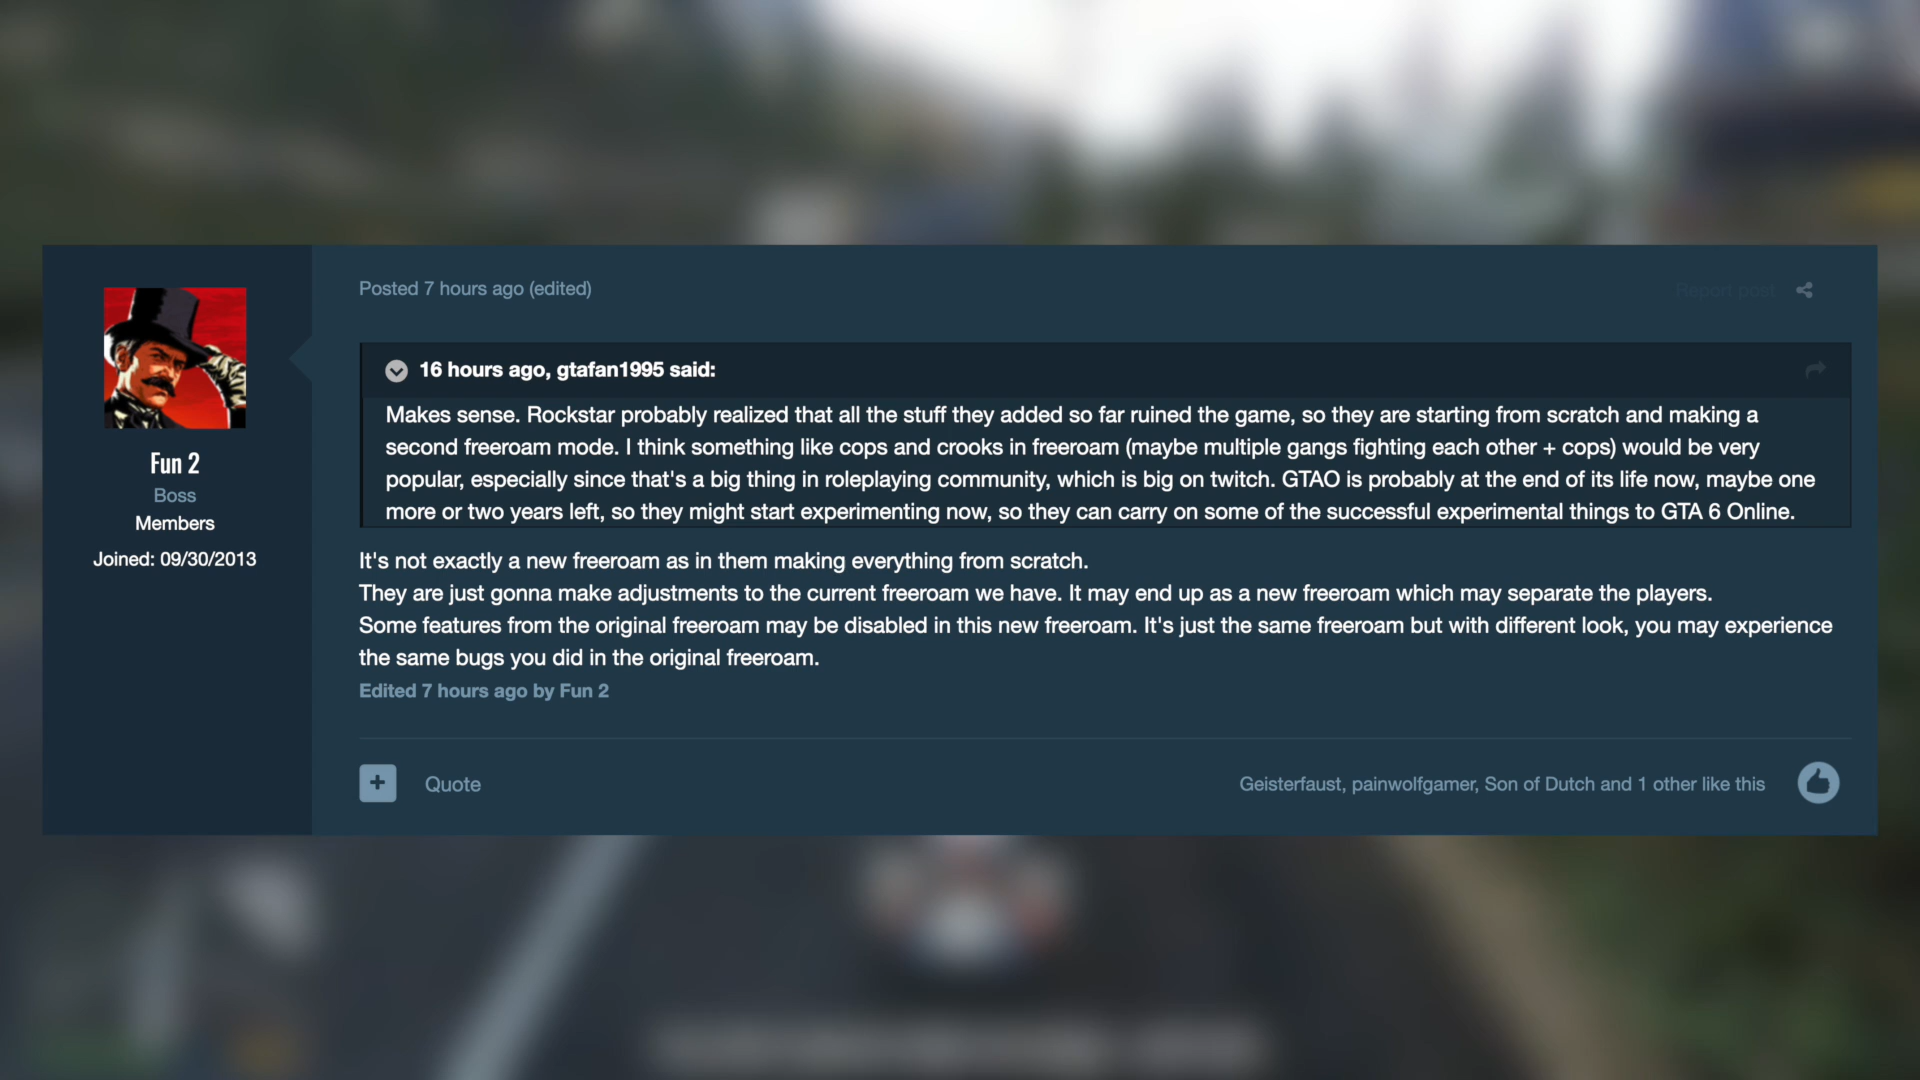 Posted 7 hours ago (edited)
Report post
Fun 2
Boss
Members
Joined: 09/30/2013
16 hours ago, gtafan1995 said:
Makes sense. Rockstar probably realized that all the stuff they added so far ruined the game, so they are starting from scratch and making a
second freeroam mode. I think something like cops and crooks in freeroam (maybe multiple gangs fighting each other + cops) would be very
popular, especially since that's a big thing in roleplaying community, which is big on twitch. GTAO is probably at the end of its life now, maybe one
more or two years left, so they might start experimenting now, so they can carry on some of the successful experimental things to GTA 6 Online.
It's not exactly a new freeroam as in them making everything from scratch.
They are just gonna make adjustments to the current freeroam we have. It may end up as a new freeroam which may separate the players.
Some features from the original freeroam may be disabled in this new freeroam. It's just the same freeroam but with different look, you may experience
the same bugs you did in the original freeroam.
Edited 7 hours ago by Fun 2
+ Quote
Geisterfaust, painwolfgamer, Son of Dutch and 1 other like this